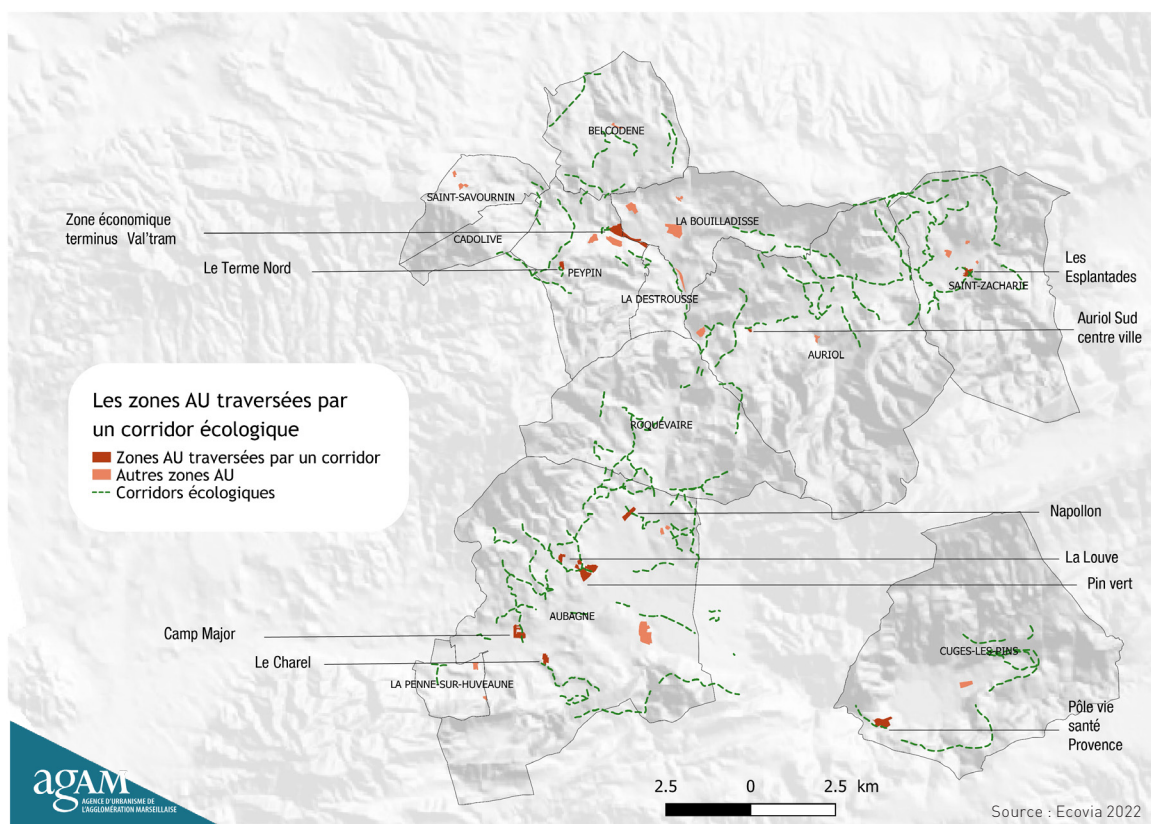 BELCODENE
SAINT-SAVOURNIN
CADOLIVE
LA BOUILLADISSE
Zone économique
terminus Val'tram
Le Terme Nord
PEYPIN
LA DESTROUSSE
SAINT-ZACHARIE
Les
Esplantades
Auriol Sud
centre ville
AURIOL
ROQUEVAIRE
Les zones AU traversées par
un corridor écologique
Zones AU traversées par un corridor
Autres zones AU
Corridors écologiques
Napollon
La Louve
Pin vert
AUBAGNE
Camp Major
Le Charel
LA PENNE-SUR-HUVEAUNE
CUGES-LES-PINS
Pôle vie
santé
Provence
agAM
AGENCE D'URBANISME DE
L'AGGLOMÉRATION MARSEILLAISE
2.5 0 2.5 km
Source : Ecovia 2022